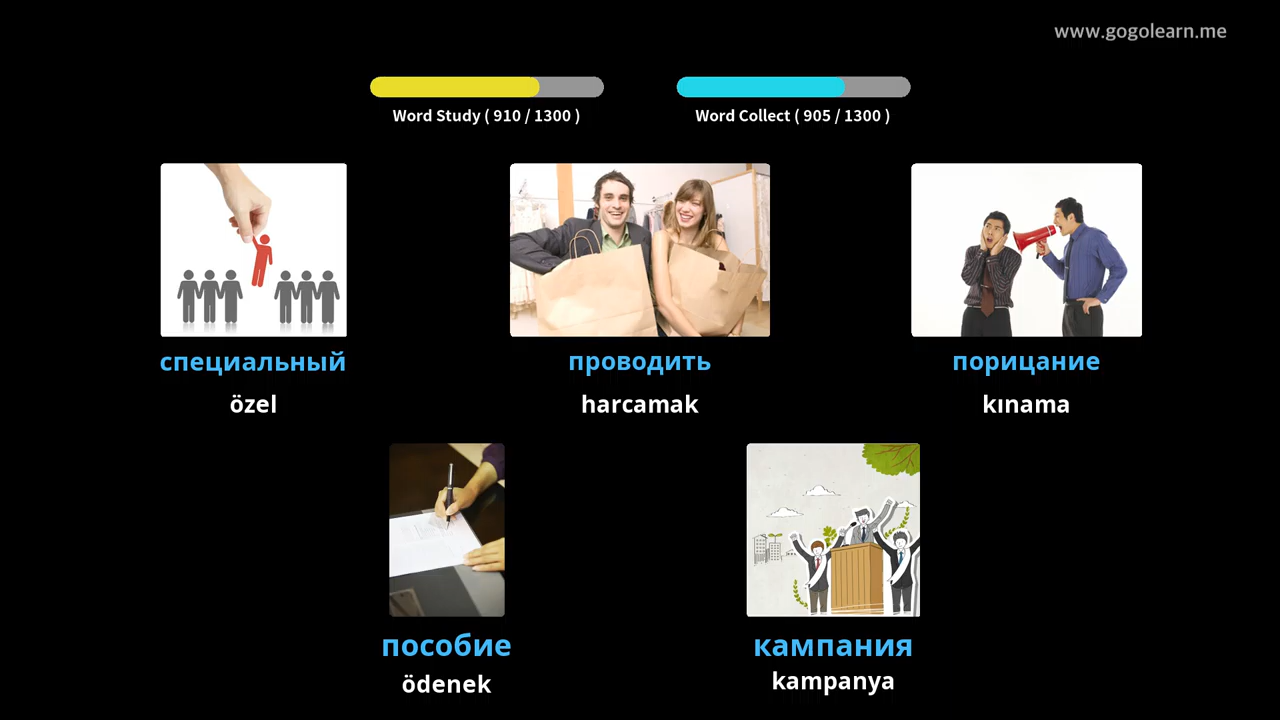 www.gogolearn.me
Word Study ( 910 / 1300 )
Word Collect ( 905 / 1300 )
специальный
проводить
порицание
özel
harcamak
kınama
пособие
кампания
ödenek
kampanya